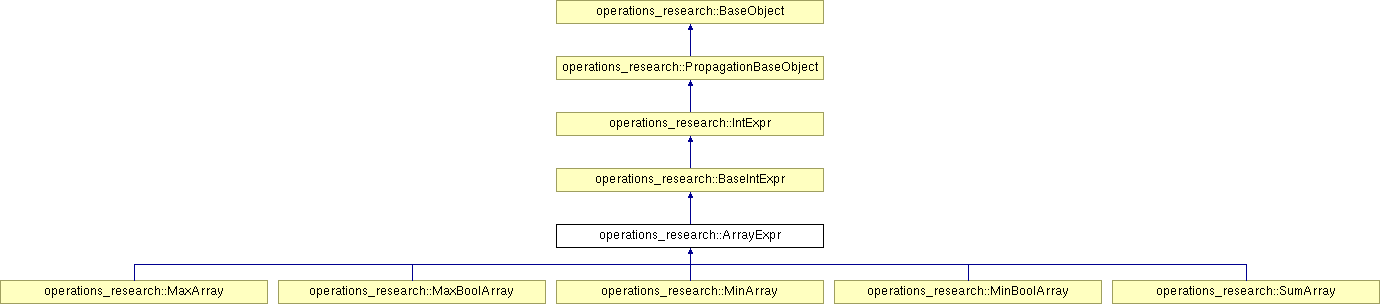 operations_research::BaseObject
operations_research::PropagationBaseObject
operations_research::IntExpr
operations_research::BaseIntExpr
operations_research::ArrayExpr
operations_research::MaxArray
operations_research::MaxBoolArray
operations_research::MinArray
operations_research::MinBoolArray
operations_research::SumArray